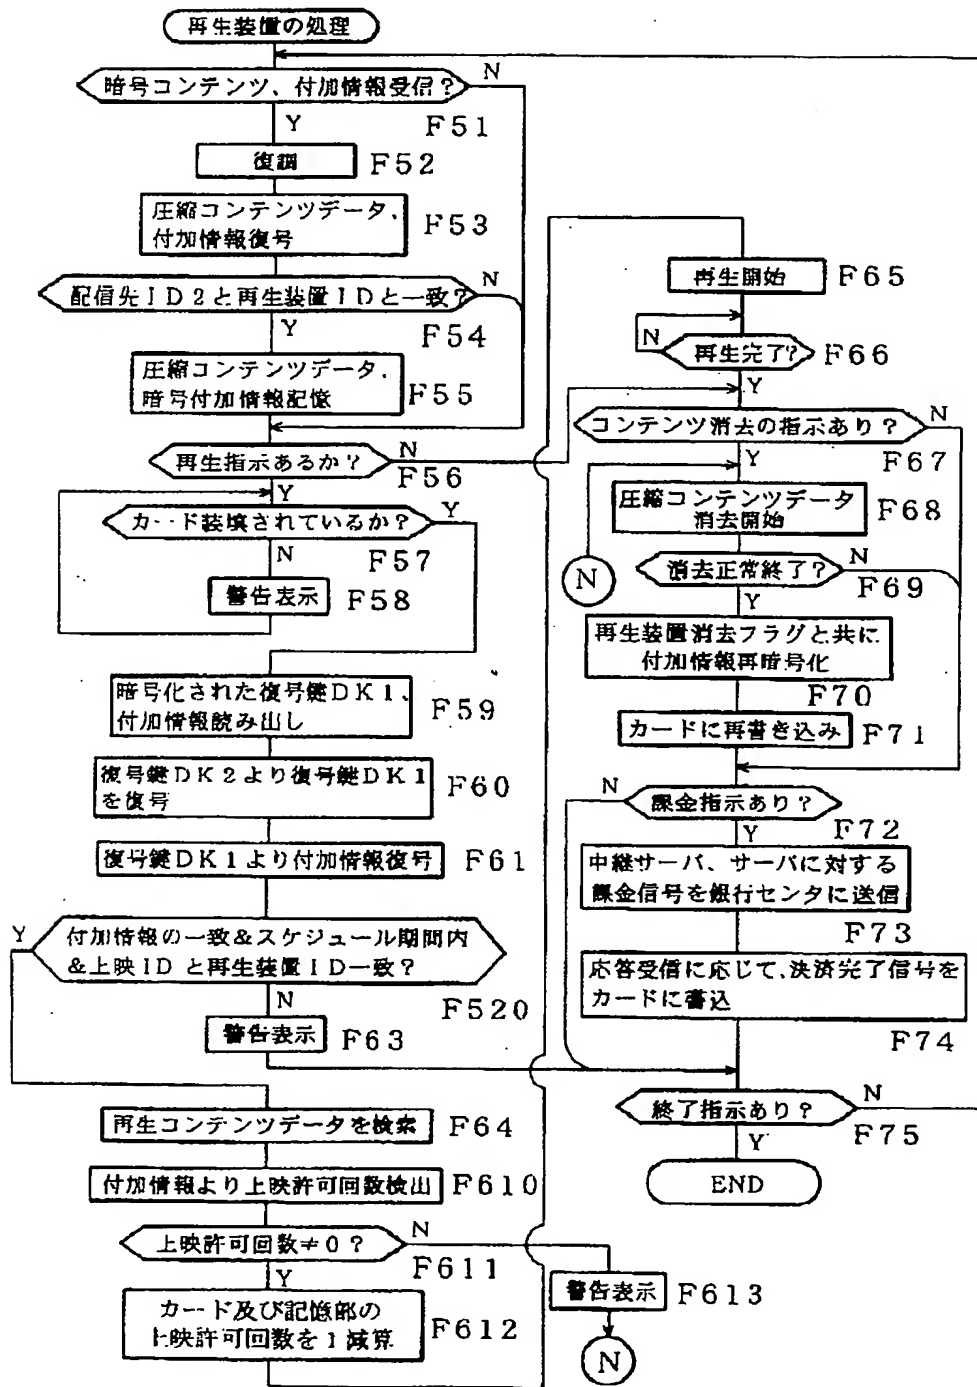 再生装置の処理
暗号コンテンツ、付加情報受信?
N
Y
F51
復調
F52
圧縮コンテンツデータ、
付加情報復号
F53
配信先ID2と再生装置IDと一致?
N
Y
F54
圧縮コンテンツデータ、
暗号付加情報記憶
F55
再生指示あるか?
N
F56
Y
カード装填されているか?
Y
F57
N
警告表示
F58
暗号化された復号鍵DK1、
付加情報読み出し
F59
復号鍵DK2より復号鍵DK1
を復号
F60
復号鍵DK1より付加情報復号
F61
Y
付加情報の一致&スケジュール期間内
&上映IDと再生装置ID一致?
F520
N
警告表示
F63
再生コンテンツデータを検索
F64
付加情報より上映許可回数検出
F610
上映許可回数≠0?
N
F611
Y
カード及び記憶部の
上映許可回数を1減算
F612
警告表示
F613
N
再生開始
F65
N
再生完了?
F66
Y
コンテンツ消去の指示あり?
N
F67
Y
圧縮コンテンツデータ
消去開始
F68
N
消去正常終了?
N
F69
Y
再生装置消去フラグと共に
付加情報再暗号化
F70
カードに再書き込み
F71
N
課金指示あり?
F72
Y
中継サーバ、サーバに対する
課金信号を銀行センタに送信
F73
応答受信に応じて、決済完了信号を
カードに書込
F74
終了指示あり?
N
F75
Y
END